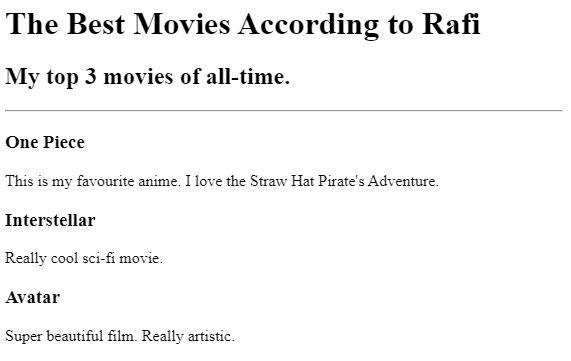 The Best Movies According to Rafi
My top 3 movies of all-time.
One Piece
This is my favourite anime. I love the Straw Hat Pirate's Adventure.
Interstellar
Really cool sci-fi movie.
Avatar
Super beautiful film. Really artistic.